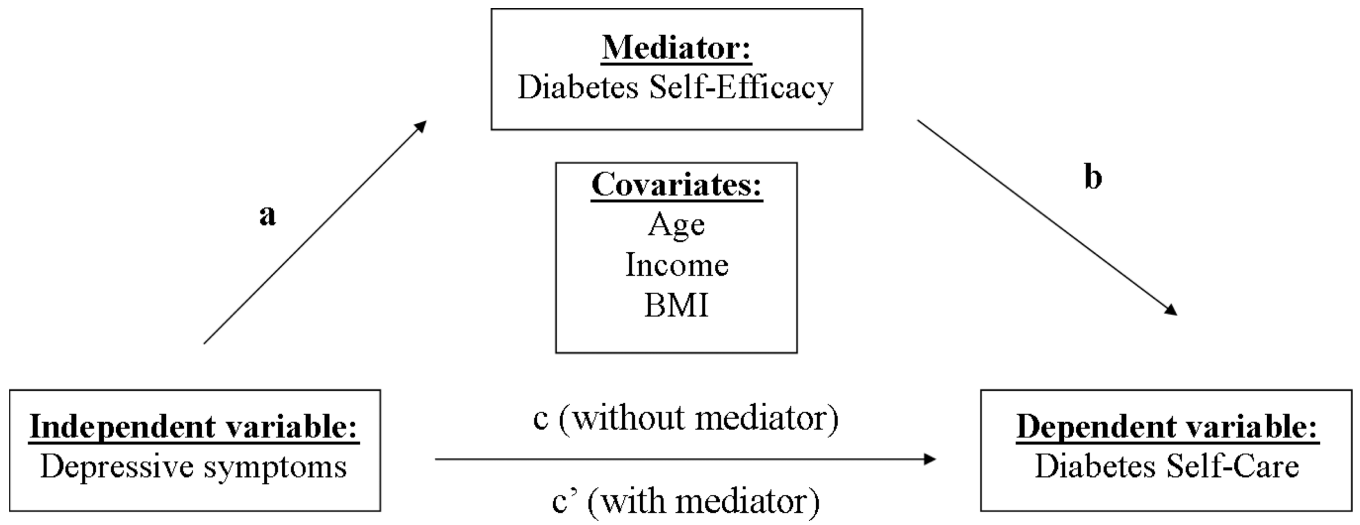 Mediator:
Diabetes Self-Efficacy
a
b
Covariates:
Age
Income
BMI
Independent variable:
Depressive symptoms
c (without mediator)
c’ (with mediator)
Dependent variable:
Diabetes Self-Care